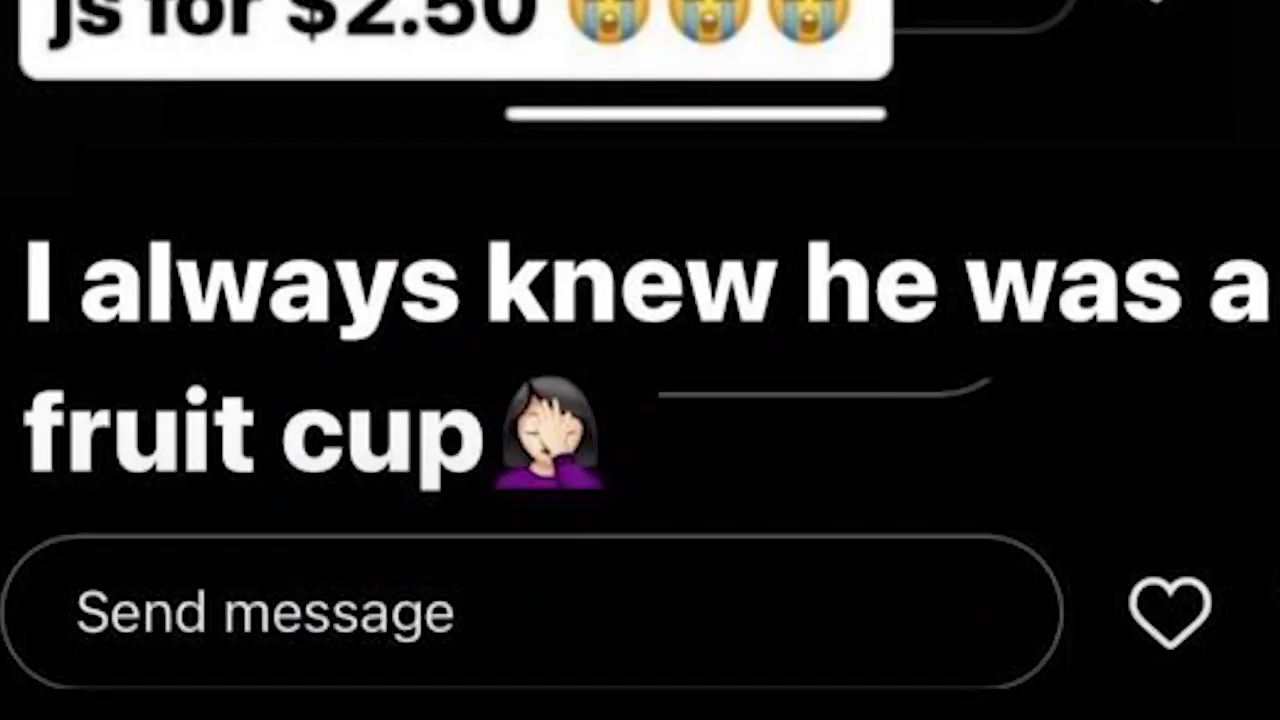 js for $2.50 😭😭😭
I always knew he was a
fruit cup🤦🏻‍♀️
Send message